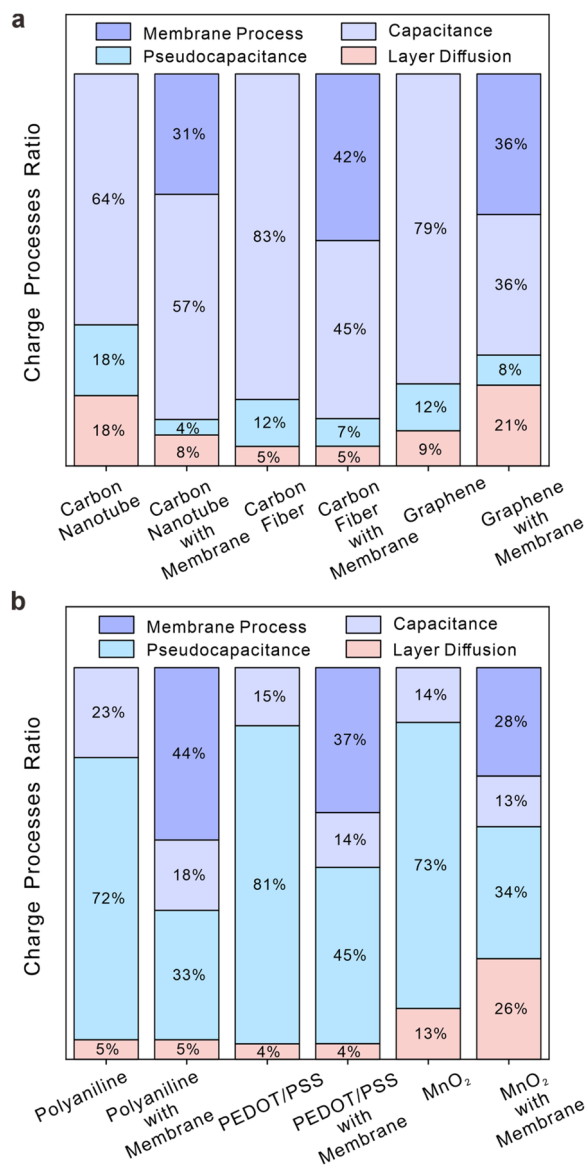 a
Membrane Process
Capacitance
Pseudocapacitance
Layer Diffusion
Charge Processes Ratio
64%
18%
18%
31%
57%
4%
8%
83%
12%
5%
42%
45%
7%
5%
79%
12%
9%
36%
36%
8%
21%
Carbon
Nanotube
Carbon
Nanotube
with
Membrane
Carbon
Fiber
Carbon
Fiber
with
Membrane
Graphene
Graphene
with Membrane
b
Membrane Process
Capacitance
Pseudocapacitance
Layer Diffusion
Charge Processes Ratio
23%
72%
5%
44%
18%
33%
5%
15%
81%
4%
37%
14%
45%
4%
14%
73%
13%
28%
13%
34%
26%
Polyaniline
Polyaniline
with
Membrane
PEDOT/PSS
PEDOT/PSS
with
Membrane
MnO₂
MnO₂
with Membrane